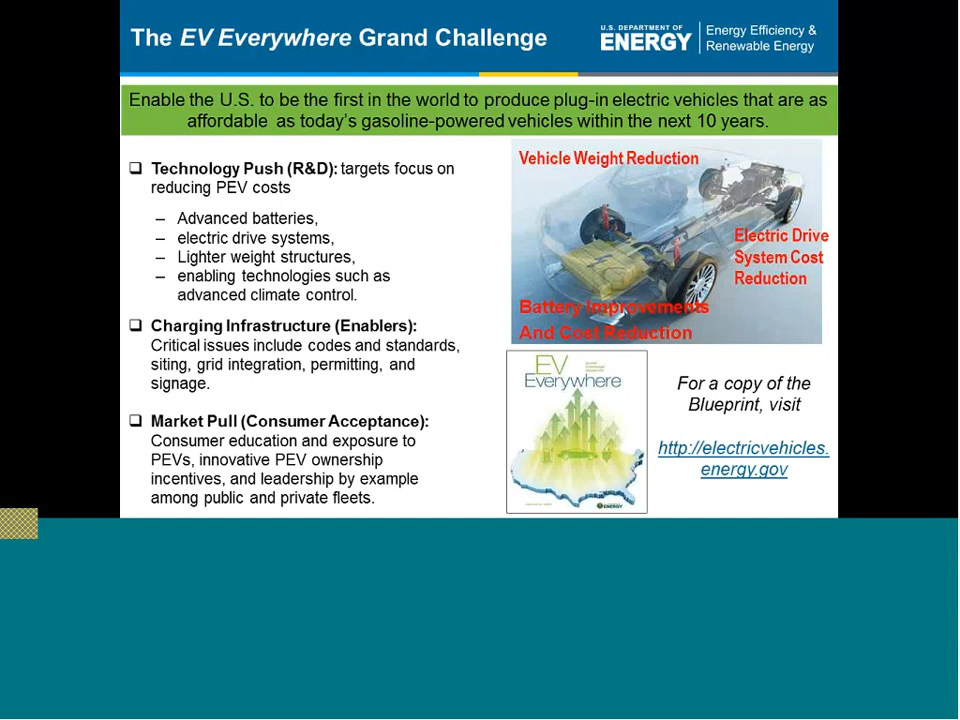 The EV Everywhere Grand Challenge
U.S. DEPARTMENT OF
ENERGY
Energy Efficiency &
Renewable Energy
Enable the U.S. to be the first in the world to produce plug-in electric vehicles that are as
affordable as today's gasoline-powered vehicles within the next 10 years.
Technology Push (R&D): targets focus on
reducing PEV costs
– Advanced batteries,
– electric drive systems,
– Lighter weight structures,
– enabling technologies such as
advanced climate control.
Charging Infrastructure (Enablers):
Critical issues include codes and standards,
siting, grid integration, permitting, and
signage.
Market Pull (Consumer Acceptance):
Consumer education and exposure to
PEVs, innovative PEV ownership
incentives, and leadership by example
among public and private fleets.
Vehicle Weight Reduction
Electric Drive
System Cost
Reduction
Battery Improvements
And Cost Reduction
EV
Everywhere
ENERGY
For a copy of the
Blueprint, visit
http://electricvehicles.
energy.gov